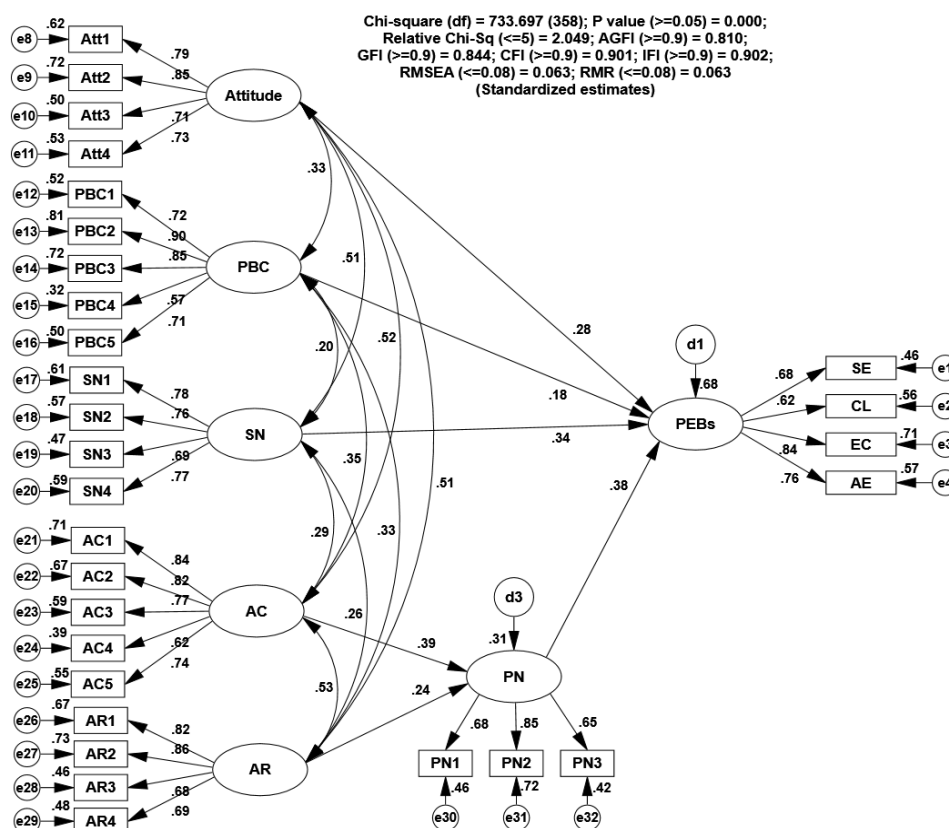 Chi-square (df) = 733.697 (358); P value (>=0.05) = 0.000;
Relative Chi-Sq (<=5) = 2.049; AGFI (>=0.9) = 0.810;
GFI (>=0.9) = 0.844; CFI (>=0.9) = 0.901; IFI (>=0.9) = 0.902;
RMSEA (<=0.08) = 0.063; RMR (<=0.08) = 0.063
(Standardized estimates)
e8 .62 Att1 .79
e9 .72 Att2 .85
Attitude
e10 .50 Att3 .71
e11 .53 Att4 .73
.33
e12 .52 PBC1 .72
e13 .81 PBC2 .90
e14 .72 PBC3 .85
PBC
.51
e15 .32 PBC4 .57
e16 .50 PBC5 .71
.20 .52 .28
d1
.68
e17 .61 SN1 .78
e18 .57 SN2 .76
SN
e19 .47 SN3 .69
e20 .59 SN4 .77
.18
.34
PEBs
.68 SE .46 e1
.62 CL .56 e2
.84 EC .71 e3
.76 AE .57 e4
.35 .51 .38
.29 .33
e21 .71 AC1 .84
e22 .67 AC2 .82
e23 .59 AC3 .77
AC
e24 .39 AC4 .62
e25 .55 AC5 .74
.26 .39
d3
.31
PN
.53 .24
e26 .67 AR1 .82
e27 .73 AR2 .86
AR
e28 .46 AR3 .68
e29 .48 AR4 .69
.68 .85 .65
PN1 PN2 PN3
.46 .72 .42
e30 e31 e32